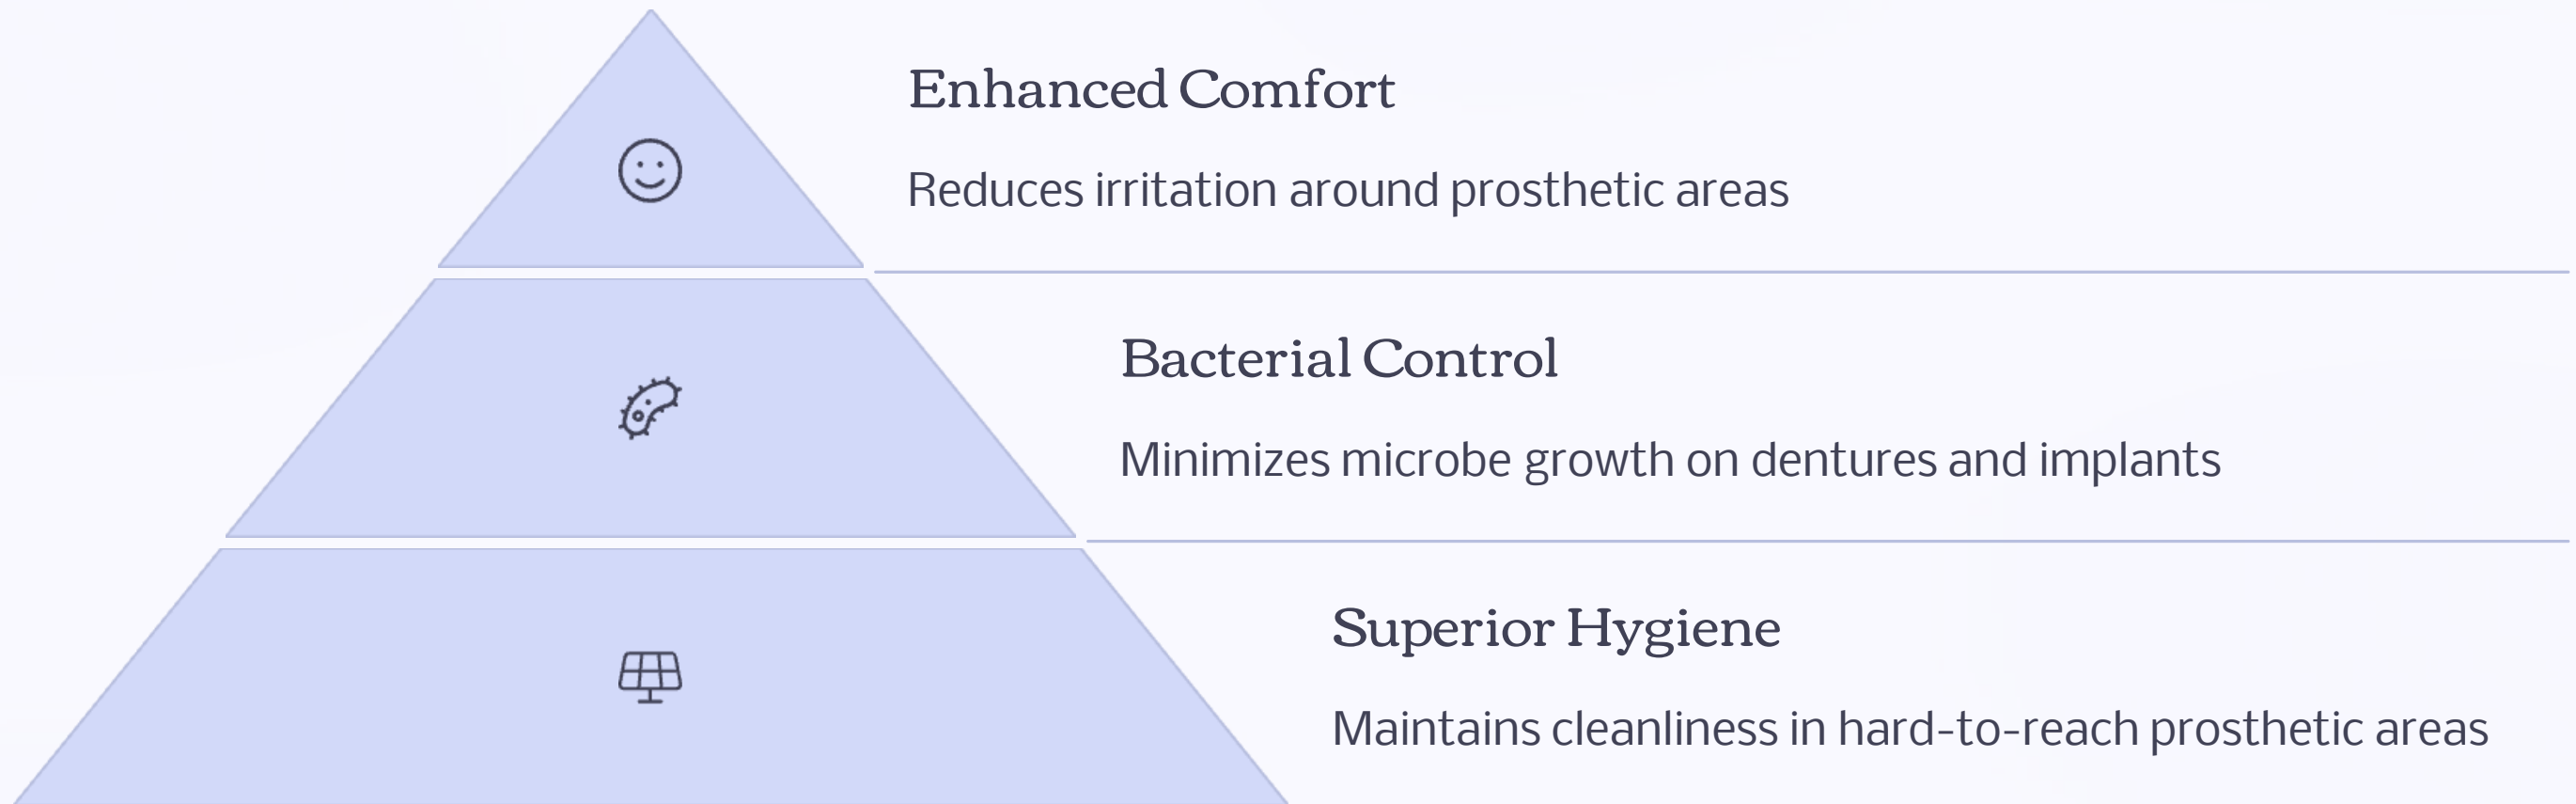 Enhanced Comfort
Reduces irritation around prosthetic areas
Bacterial Control
Minimizes microbe growth on dentures and implants
Superior Hygiene
Maintains cleanliness in hard-to-reach prosthetic areas